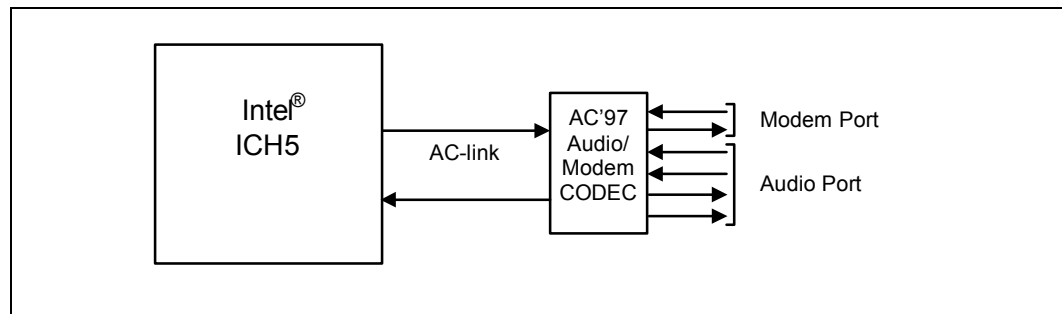 Intel®
ICH5
AC-link
AC’97
Audio/
Modem
CODEC
Modem Port
Audio Port